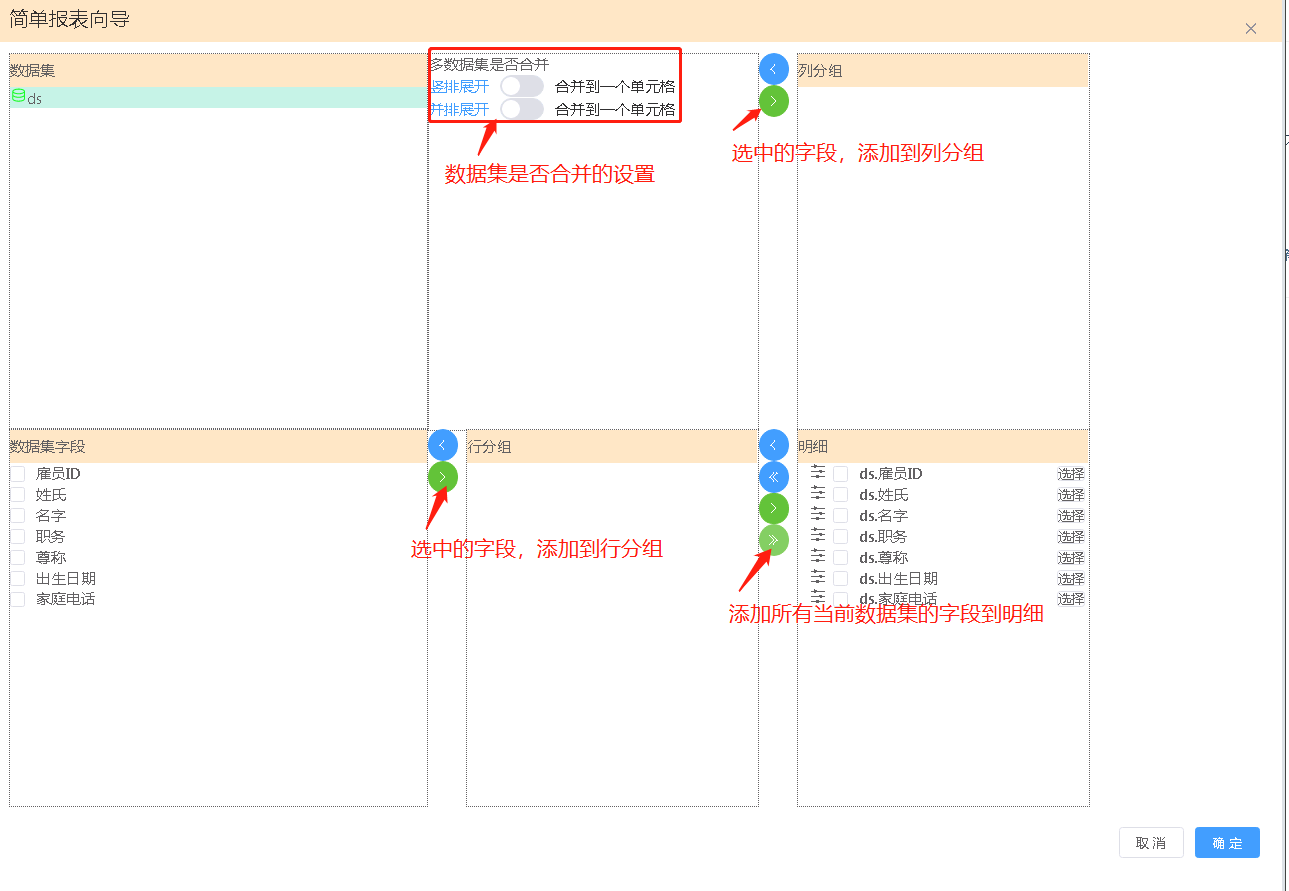 简单报表向导
数据集
ds
多数据集是否合并
竖排展开 合并到一个单元格
并排展开 合并到一个单元格
数据集是否合并的设置
列分组
选中的字段，添加到列分组
数据集字段
雇员ID
姓氏
名字
职务
尊称
出生日期
家庭电话
行分组
选中的字段，添加到行分组
明细
ds.雇员ID 选择
ds.姓氏 选择
ds.名字 选择
ds.职务 选择
ds.尊称 选择
ds.出生日期 选择
ds.家庭电话 选择
添加所有当前数据集的字段到明细
取消 确定